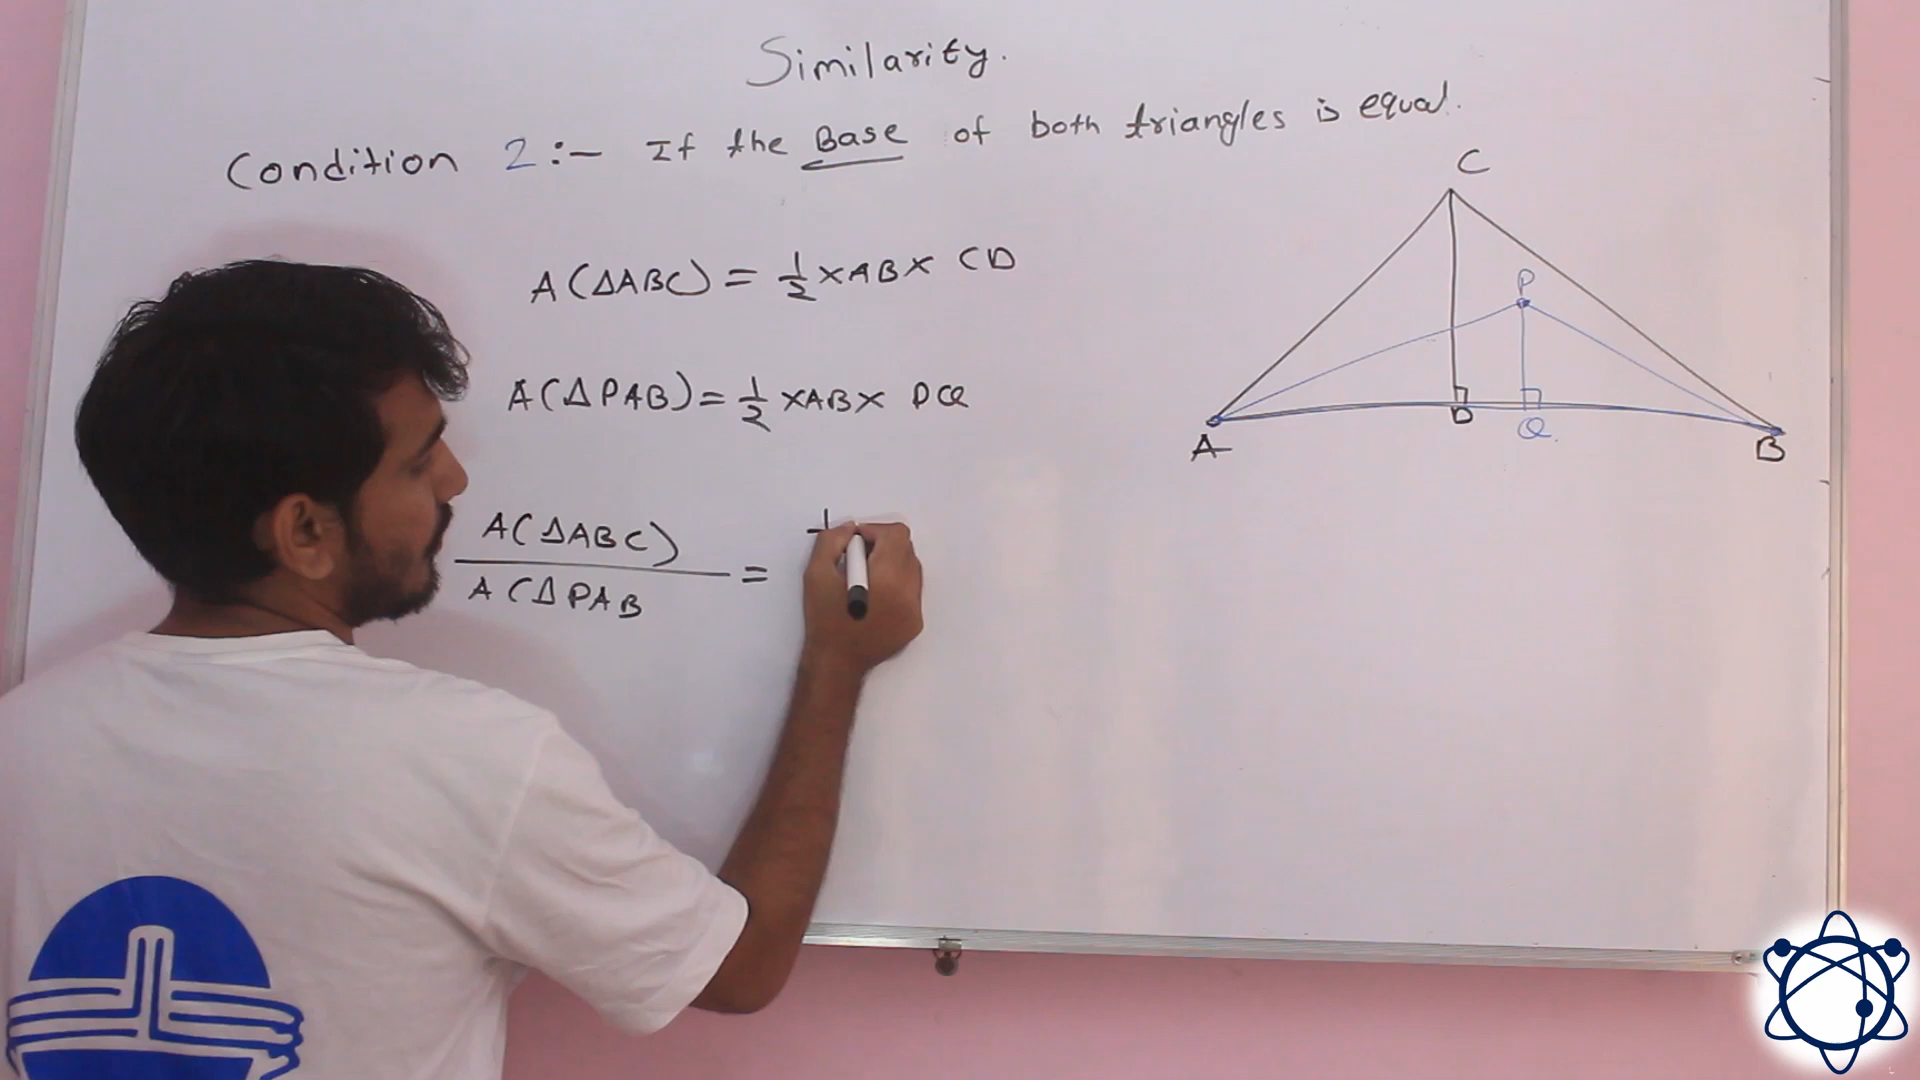 Similarity.
Condition 2:- If the Base of both triangles is equal.
A(ΔABC) = 1/2 × AB × CD
A(ΔPAB) = 1/2 × AB × PQ
A(ΔABC)
A(ΔPAB
=
1
C
P
A
D
Q.
B